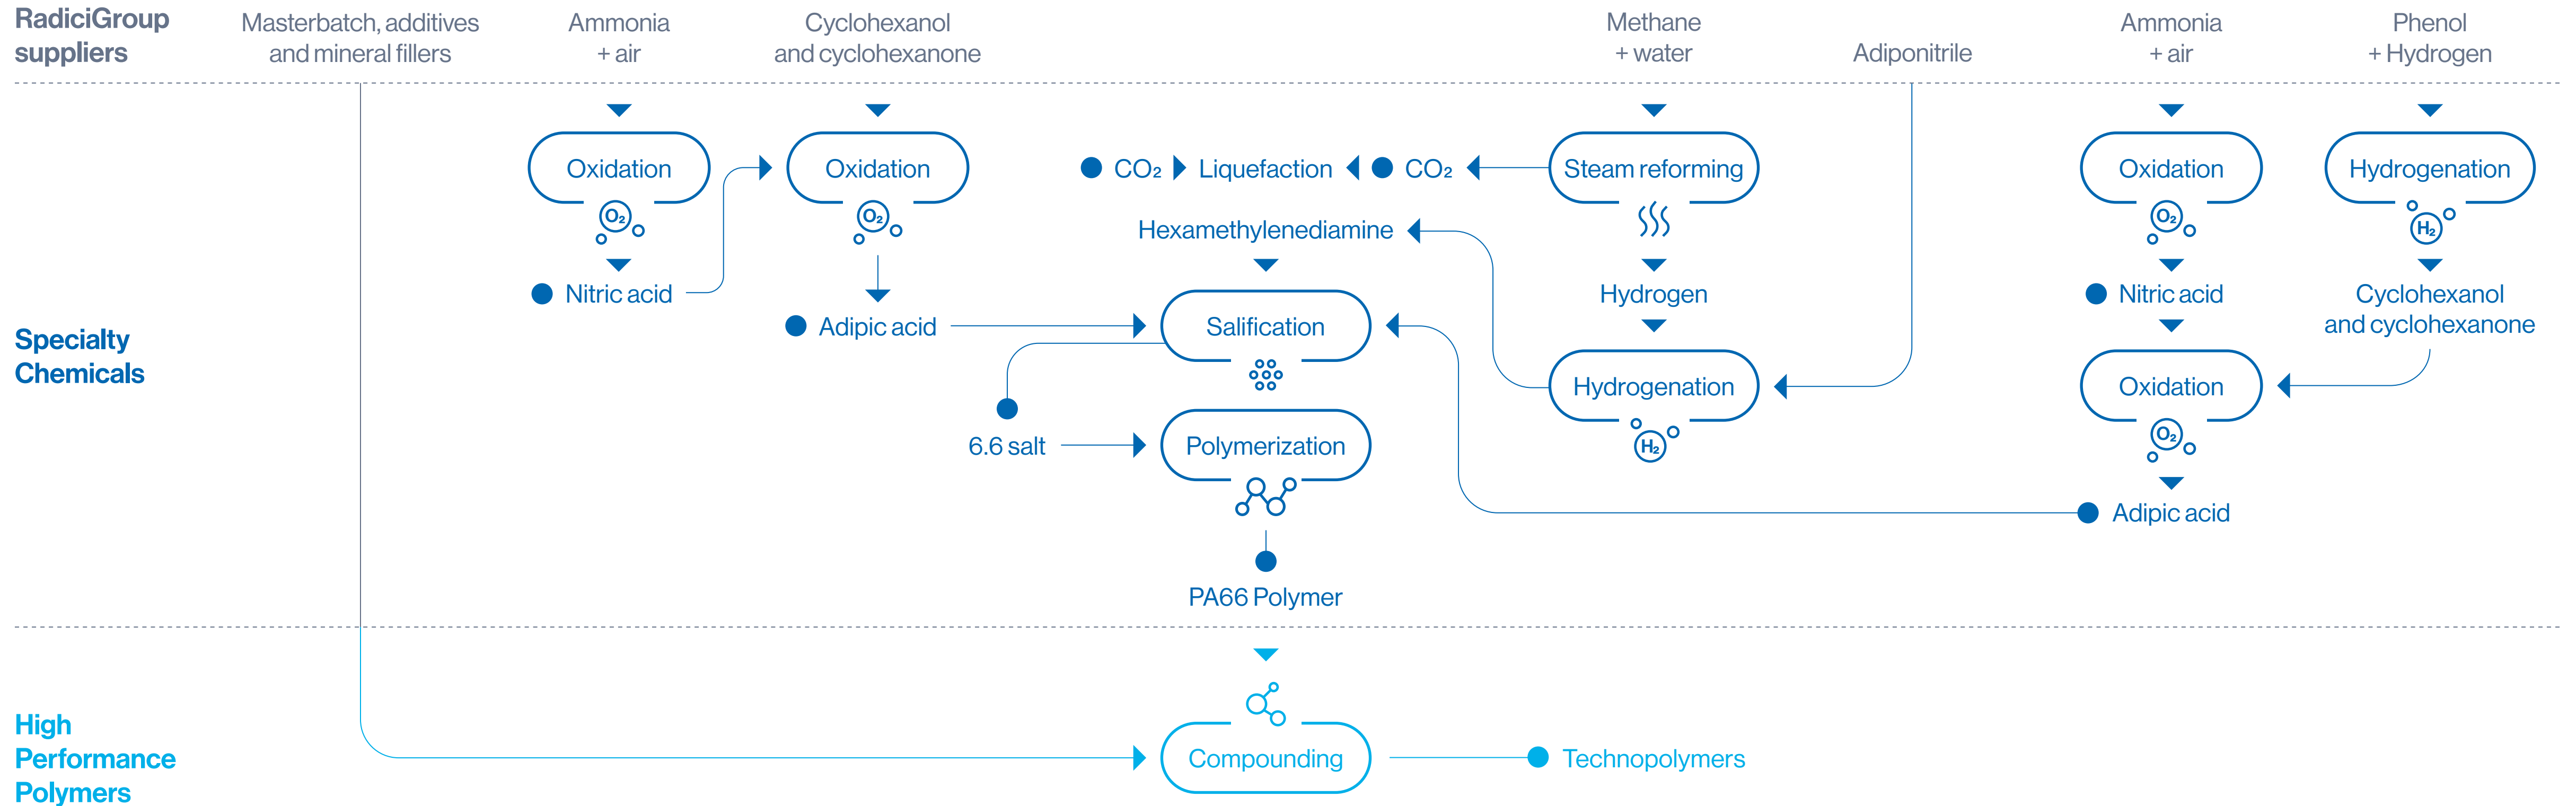 RadiciGroup
suppliers
Masterbatch, additives
and mineral fillers
Ammonia
+ air
Cyclohexanol
and cyclohexanone
Methane
+ water
Adiponitrile
Ammonia
+ air
Phenol
+ Hydrogen
Specialty
Chemicals
Oxidation
O₂
Nitric acid
Oxidation
O₂
Adipic acid
CO₂
Liquefaction
CO₂
Steam reforming
Hexamethylenediamine
Hydrogen
Salification
Hydrogenation
H₂
6.6 salt
Polymerization
PA66 Polymer
Oxidation
O₂
Nitric acid
Oxidation
O₂
Adipic acid
Hydrogenation
H₂
Cyclohexanol
and cyclohexanone
High
Performance
Polymers
Compounding
Technopolymers